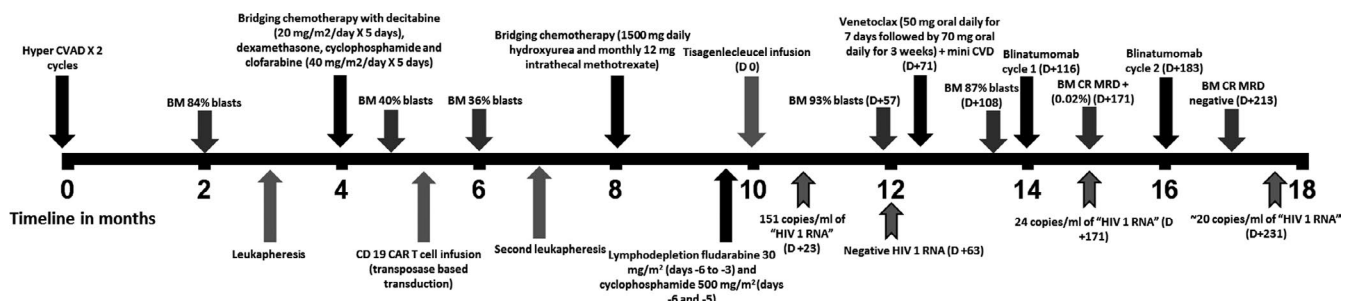 Hyper CVAD X 2
cycles
BM 84% blasts
Bridging chemotherapy with decitabine
(20 mg/m2/day X 5 days),
dexamethasone, cyclophosphamide and
clofarabine (40 mg/m2/day X 5 days)
BM 40% blasts
BM 36% blasts
Bridging chemotherapy (1500 mg daily
hydroxyurea and monthly 12 mg
intrathecal methotrexate)
Tisagenlecleucel infusion
(D 0)
BM 93% blasts (D+57)
Venetoclax (50 mg oral daily for
7 days followed by 70 mg oral
daily for 3 weeks) + mini CVD
(D+71)
BM 87% blasts
(D+108)
Blinatumomab
cycle 1 (D+116)
BM CR MRD +
(0.02%) (D+171)
Blinatumomab
cycle 2 (D+183)
BM CR MRD
negative (D+213)
0 2 4 6 8 10 12 14 16 18
Timeline in months
Leukapheresis
CD 19 CAR T cell infusion
(transposase based
transduction)
Second leukapheresis
Lymphodepletion fludarabine 30
mg/m² (days -6 to -3) and
cyclophosphamide 500 mg/m² (days
-6 and -5)
151 copies/ml of
"HIV 1 RNA"
(D +23)
Negative HIV 1 RNA (D +63)
24 copies/ml of "HIV 1 RNA" (D
+171)
~20 copies/ml of "HIV 1 RNA"
(D+231)